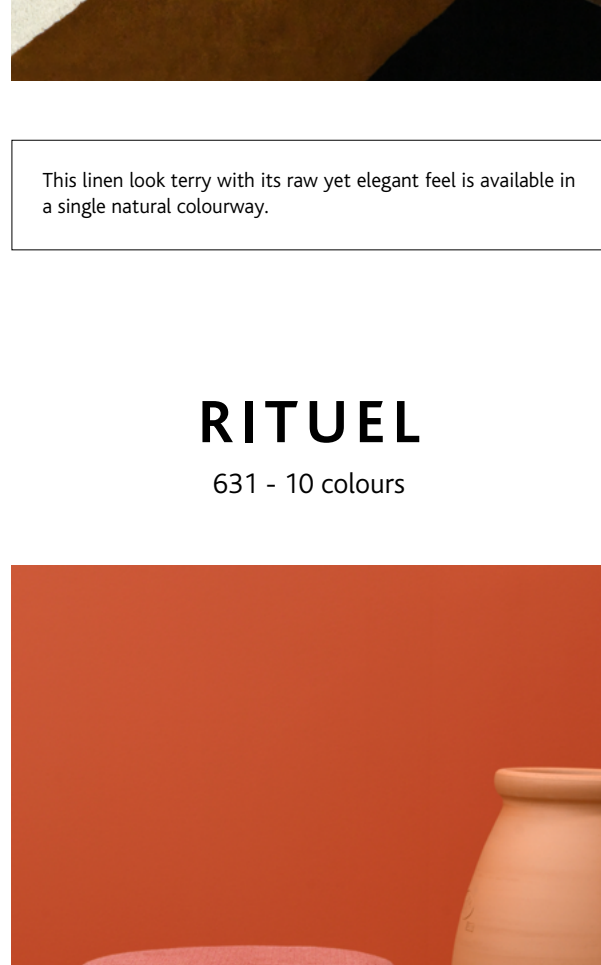 This linen look terry with its raw yet elegant feel is available in
a single natural colourway.
RITUEL
631 - 10 colours